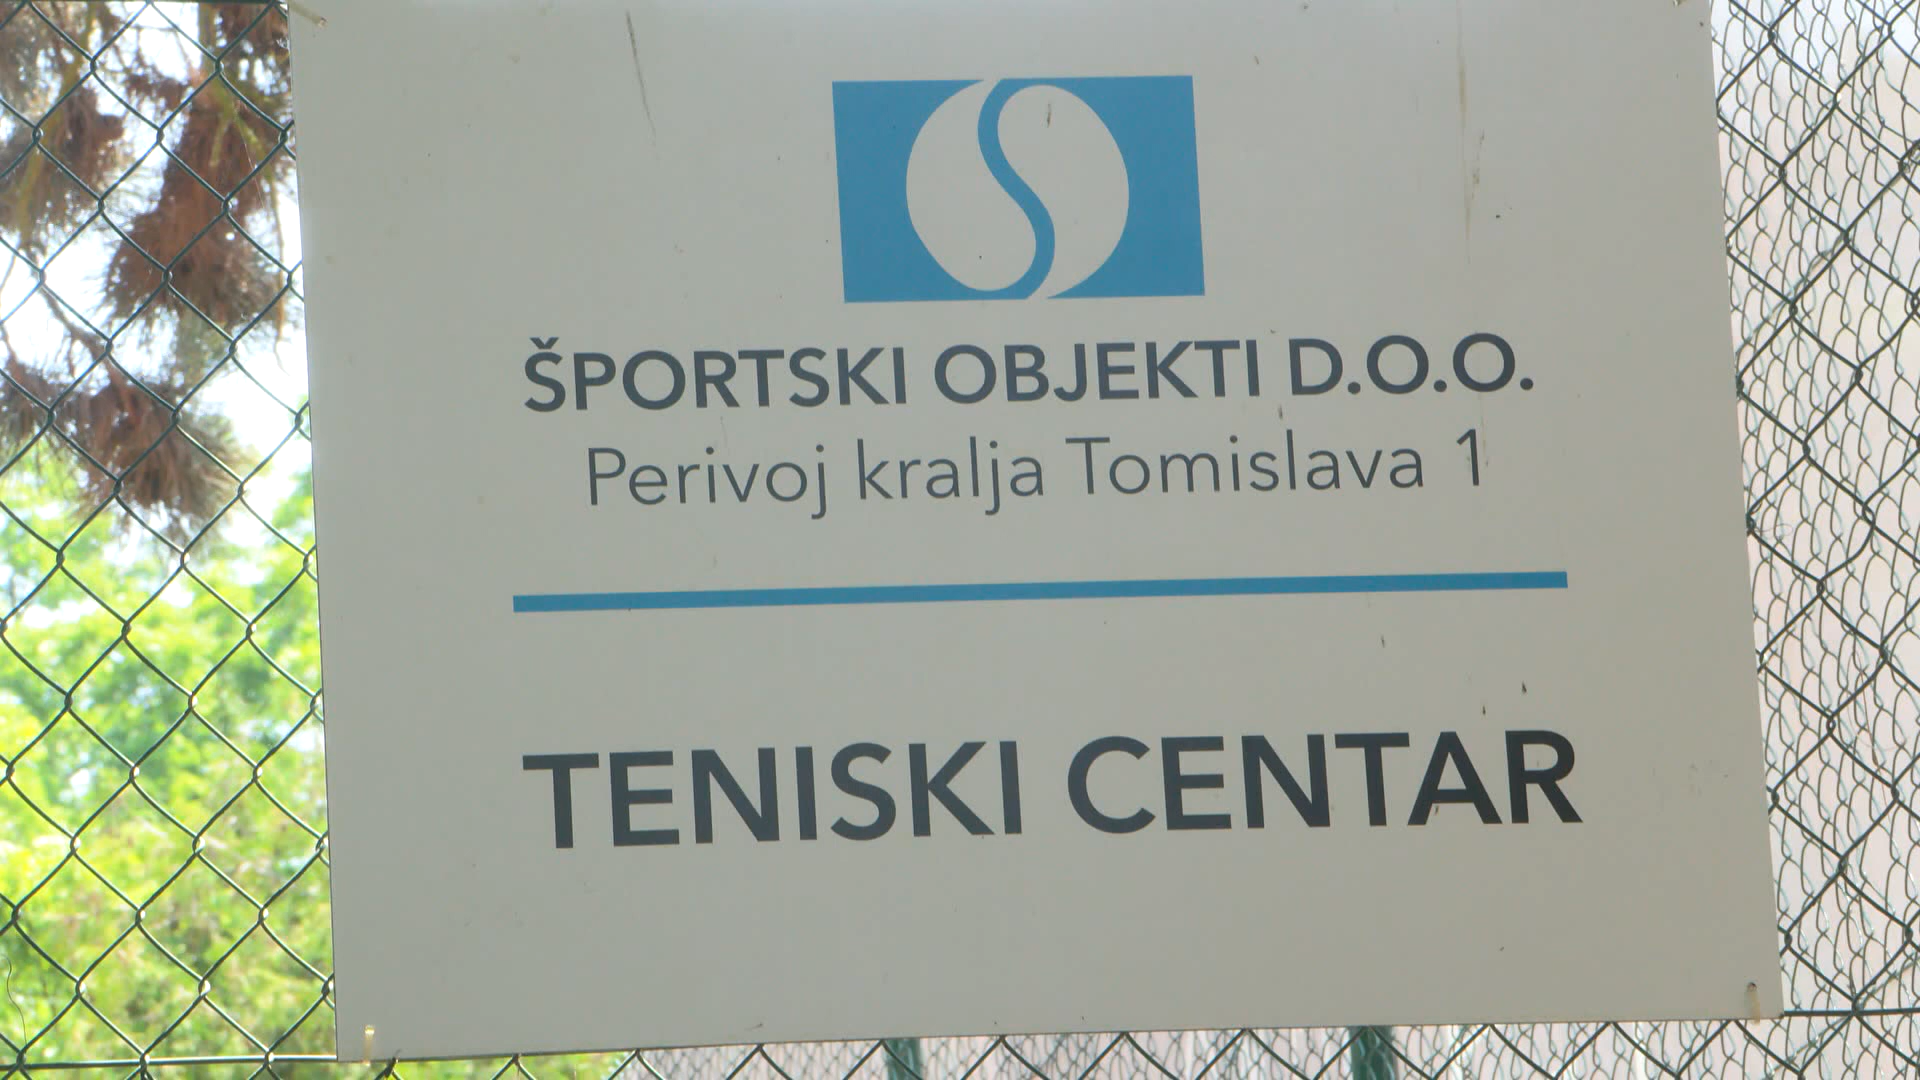 ŠPORTSKI OBJEKTI D.O.O.
Perivoj kralja Tomislava 1
TENISKI CENTAR